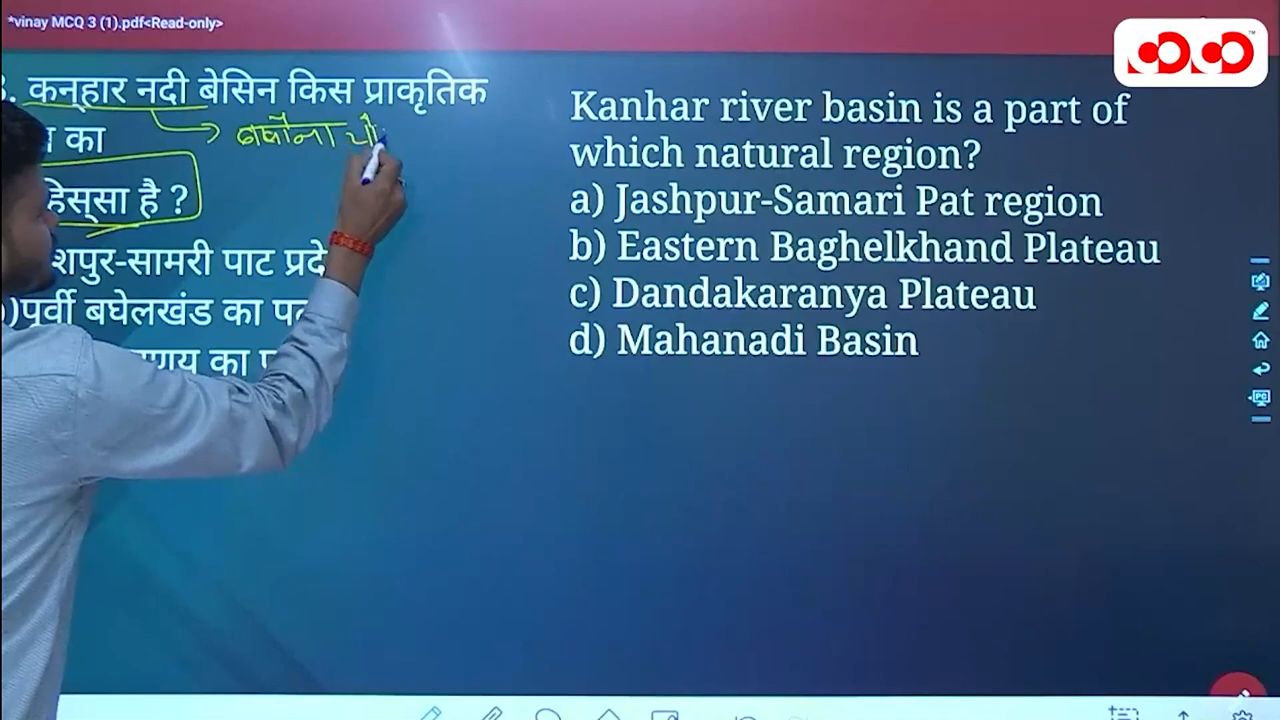 *vinay MCQ 3 (1).pdf<Read-only>
कन्हार नदी बेसिन किस प्राकृतिक
का
हिस्सा है ?
शपुर-सामरी पाट प्रदे
)पूर्वी बघेलखंड का
का
Kanhar river basin is a part of
which natural region?
a) Jashpur-Samari Pat region
b) Eastern Baghelkhand Plateau
c) Dandakaranya Plateau
d) Mahanadi Basin